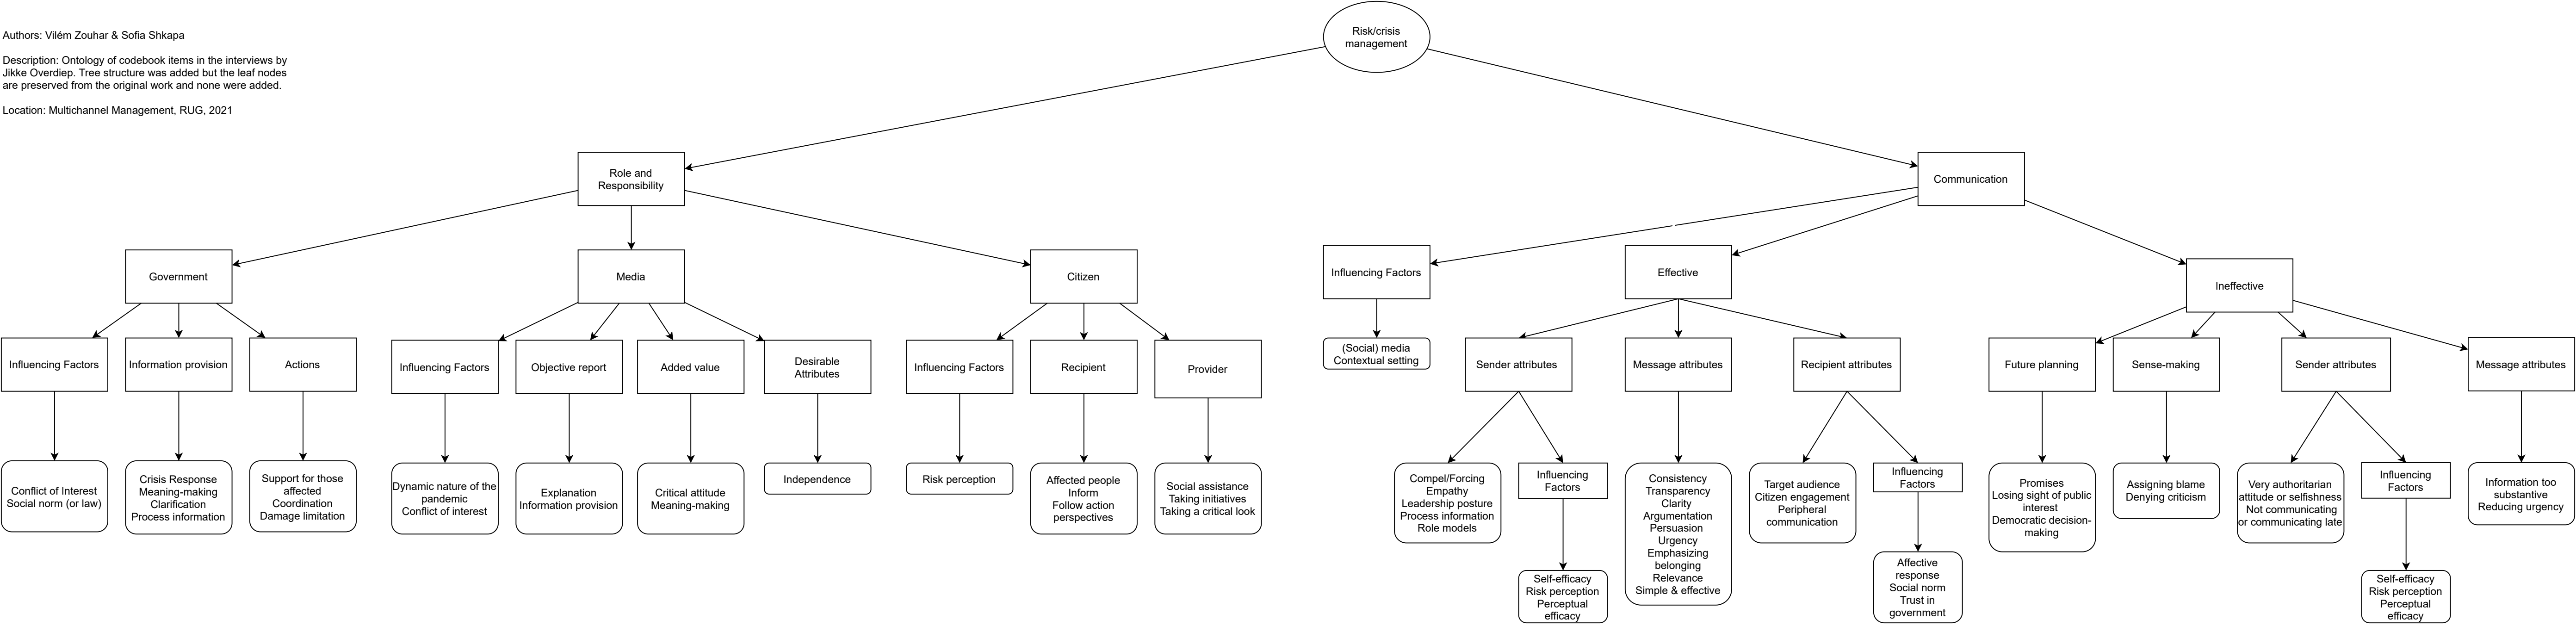 Authors: Vilém Zouhar & Sofia Shkapa
Description: Ontology of codebook items in the interviews by
Jikke Overdiep. Tree structure was added but the leaf nodes
are preserved from the original work and none were added.
Location: Multichannel Management, RUG, 2021
Risk/crisis
management
Role and
Responsibility
Communication
Government
Media
Citizen
Influencing Factors
Effective
Ineffective
Influencing Factors
Information provision
Actions
Influencing Factors
Objective report
Added value
Desirable
Attributes
Influencing Factors
Recipient
Provider
(Social) media
Contextual setting
Sender attributes
Message attributes
Recipient attributes
Future planning
Sense-making
Sender attributes
Message attributes
Conflict of Interest
Social norm (or law)
Crisis Response
Meaning-making
Clarification
Process information
Support for those
affected
Coordination
Damage limitation
Dynamic nature of the
pandemic
Conflict of interest
Explanation
Information provision
Critical attitude
Meaning-making
Independence
Risk perception
Affected people
Inform
Follow action
perspectives
Social assistance
Taking initiatives
Taking a critical look
Compel/Forcing
Empathy
Leadership posture
Process information
Role models
Influencing
Factors
Consistency
Transparency
Clarity
Argumentation
Persuasion
Urgency
Emphasizing
belonging
Relevance
Simple & effective
Target audience
Citizen engagement
Peripheral
communication
Influencing
Factors
Promises
Losing sight of public
interest
Democratic decision-
making
Assigning blame
Denying criticism
Very authoritarian
attitude or selfishness
Not communicating
or communicating late
Influencing
Factors
Information too
substantive
Reducing urgency
Self-efficacy
Risk perception
Perceptual
efficacy
Affective
response
Social norm
Trust in
government
Self-efficacy
Risk perception
Perceptual
efficacy